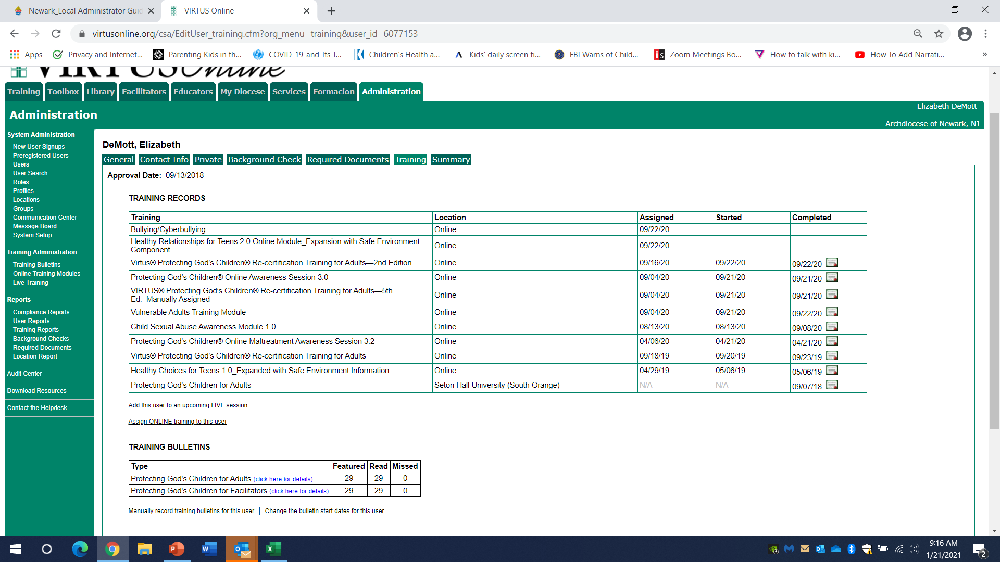 Newark_Local Administrator Guid
VIRTUS Online
virtusonline.org/csa/EditUser_training.cfm?org_menu=training&user_id=6077153
Apps Privacy and Internet... Parenting Kids in th... COVID-19-and-Its-I... Children's Health a... Kids' daily screen ti... FBI Warns of Child... Zoom Meetings Bo... How to talk with ki... How To Add Narrati... »
VIRTUS Online
Training Toolbox Library Facilitators Educators My Diocese Services Formacion Administration
Elizabeth DeMott
Administration
Archdiocese of Newark, NJ
System Administration
New User Signups
Preregistered Users
Users
User Search
Roles
Profiles
Locations
Groups
Communication Center
Message Board
System Setup
Training Administration
Training Bulletins
Online Training Modules
Live Training
Reports
Compliance Reports
User Reports
Training Reports
Background Checks
Required Documents
Location Report
Audit Center
Download Resources
Contact the Helpdesk
DeMott, Elizabeth
General Contact Info Private Background Check Required Documents Training Summary
Approval Date: 09/13/2018
TRAINING RECORDS
Training Location Assigned Started Completed
Bullying/Cyberbullying Online 09/22/20
Healthy Relationships for Teens 2.0 Online Module_Expansion with Safe Environment
Component Online 09/22/20
Virtus® Protecting God's Children® Re-certification Training for Adults—2nd Edition Online 09/16/20 09/22/20 09/22/20
Protecting God's Children® Online Awareness Session 3.0 Online 09/04/20 09/21/20 09/21/20
VIRTUS® Protecting God's Children® Re-certification Training for Adults—5th
Ed._Manually Assigned Online 09/04/20 09/21/20 09/21/20
Vulnerable Adults Training Module Online 09/04/20 09/21/20 09/22/20
Child Sexual Abuse Awareness Module 1.0 Online 08/13/20 08/13/20 09/08/20
Protecting God's Children® Online Maltreatment Awareness Session 3.2 Online 04/06/20 04/21/20 04/21/20
Virtus® Protecting God's Children® Re-certification Training for Adults Online 09/18/19 09/20/19 09/23/19
Healthy Choices for Teens 1.0_Expanded with Safe Environment Information Online 04/29/19 05/06/19 05/06/19
Protecting God's Children for Adults Seton Hall University (South Orange) N/A N/A 09/07/18
Add this user to an upcoming LIVE session
Assign ONLINE training to this user
TRAINING BULLETINS
Type Featured Read Missed
Protecting God's Children for Adults (click here for details) 29 29 0
Protecting God's Children for Facilitators (click here for details) 29 29 0
Manually record training bulletins for this user | Change the bulletin start dates for this user
9:16 AM
1/21/2021
2